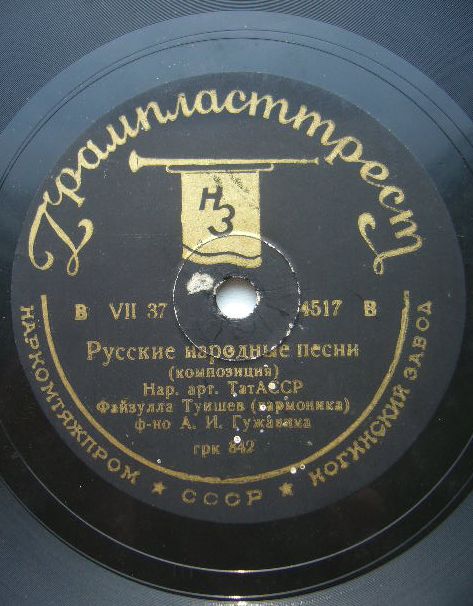 Грампласттрест
НЗ
В VII 37 4517 В
Русские народные песни
(композиция)
Нар. арт. ТатАССР
Файзулла Туишев (гармоника)
ф-но А. И. Гужавина
грк 842
НАРКОМТЯЖПРОМ ★ СССР ★ НОГИНСКИЙ ЗАВОД